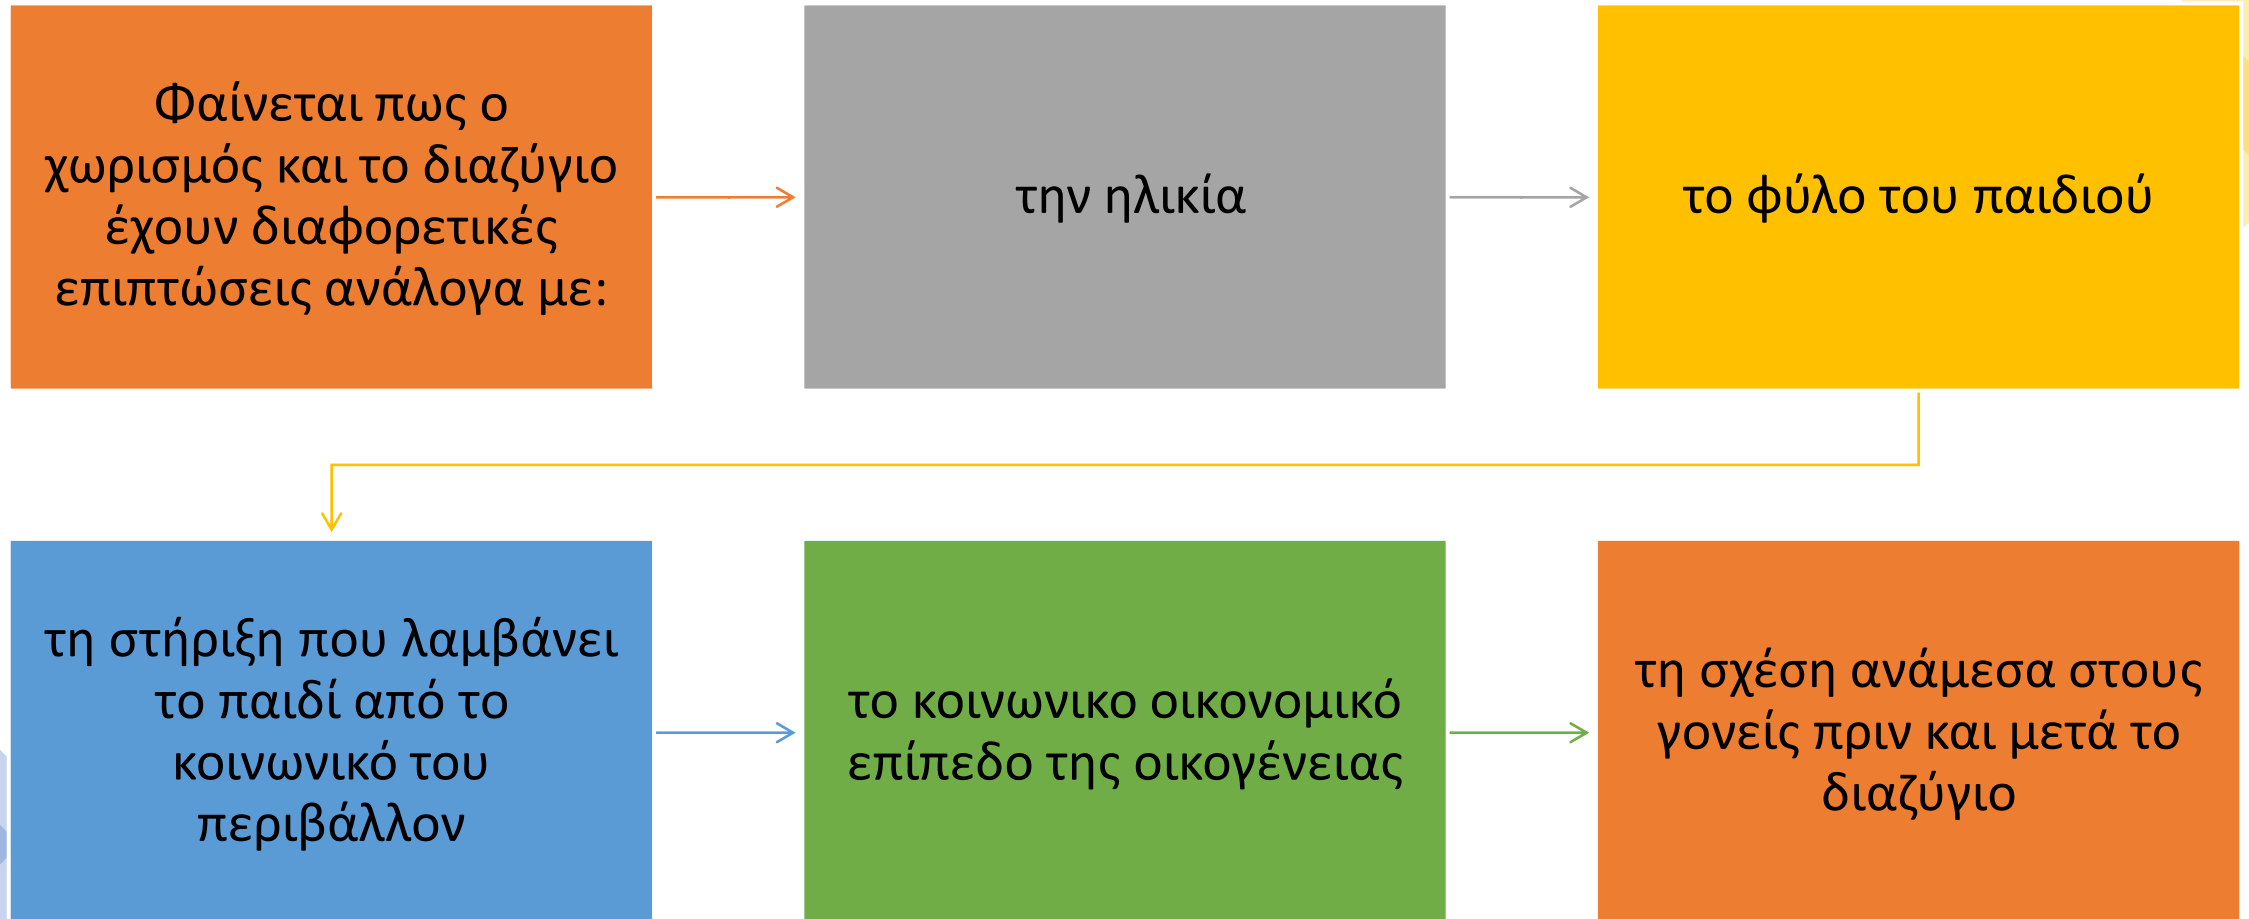 Φαίνεται πως ο
χωρισμός και το διαζύγιο
έχουν διαφορετικές
επιπτώσεις ανάλογα με:
την ηλικία
το φύλο του παιδιού
τη στήριξη που λαμβάνει
το παιδί από το
κοινωνικό του
περιβάλλον
το κοινωνικο οικονομικό
επίπεδο της οικογένειας
τη σχέση ανάμεσα στους
γονείς πριν και μετά το
διαζύγιο